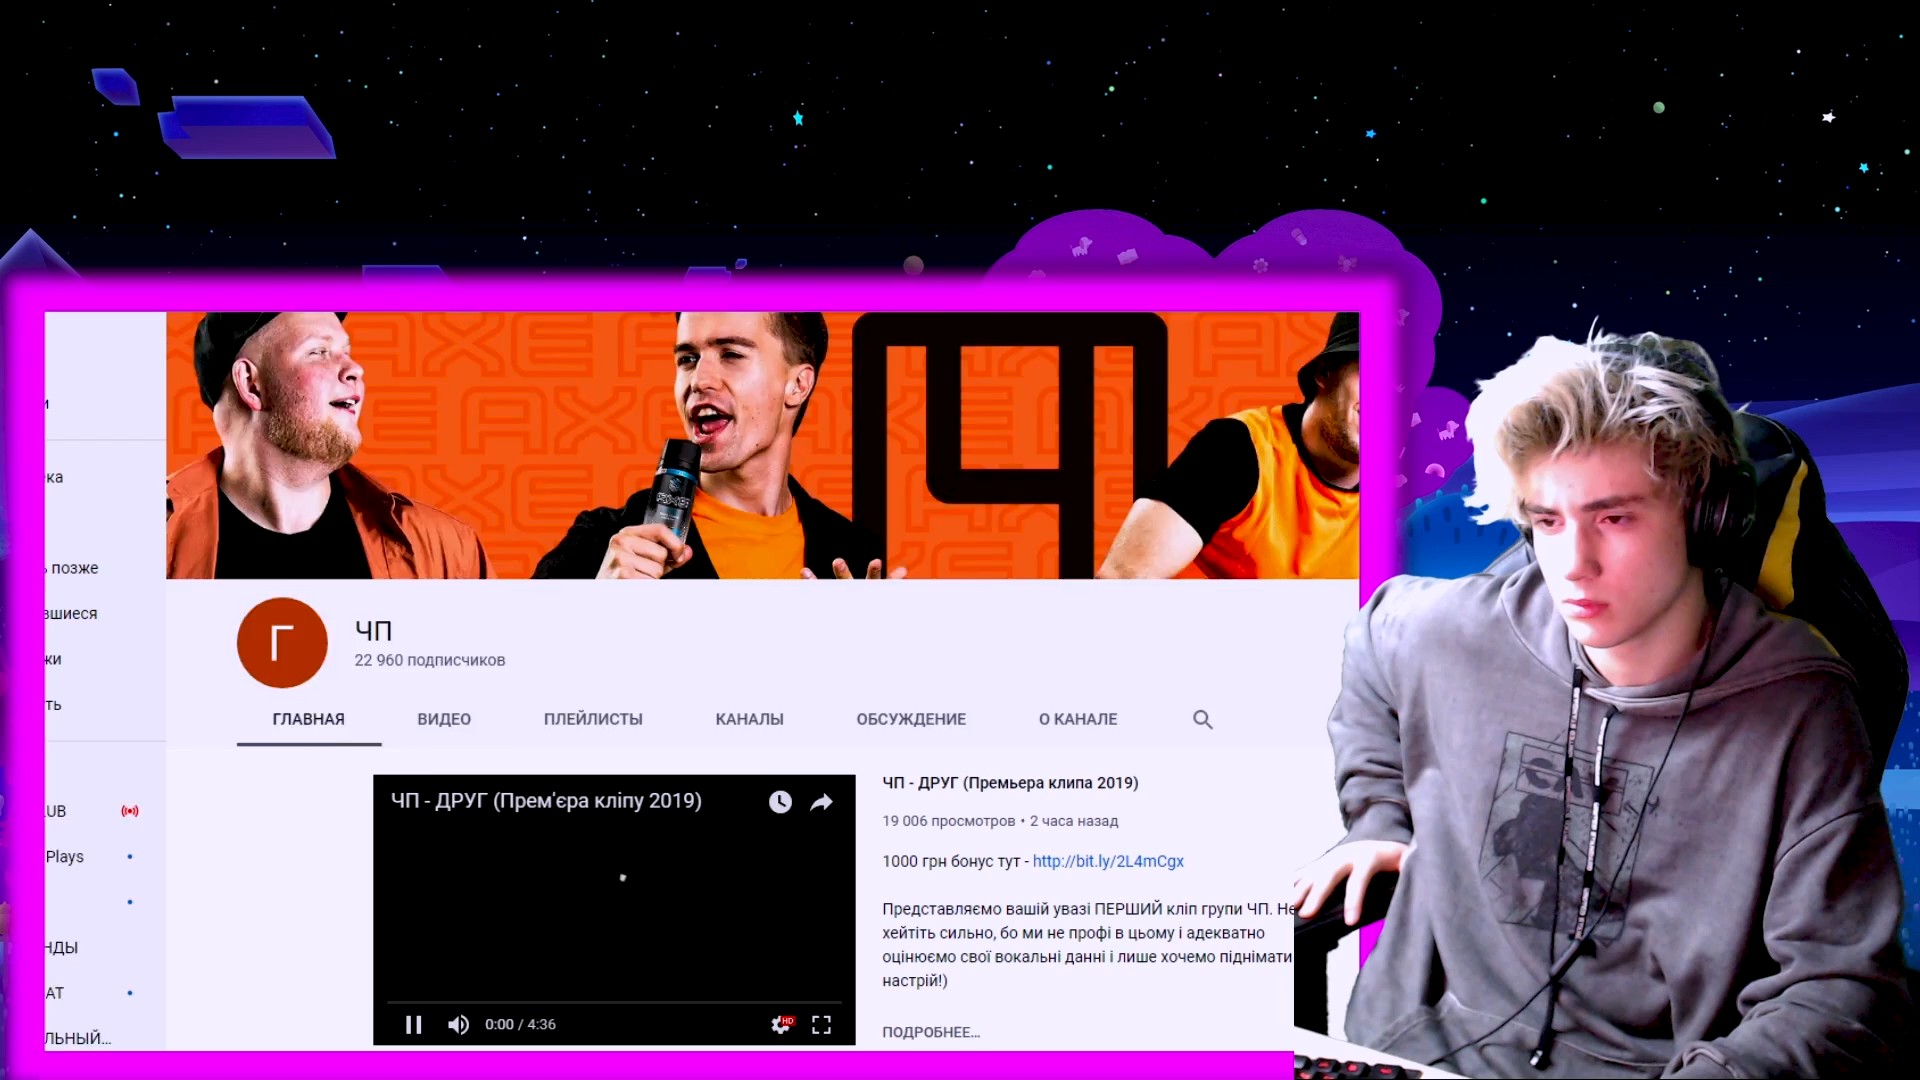 AXE
AXE
ЧП
22 960 подписчиков
ГЛАВНАЯ
ВИДЕО
ПЛЕЙЛИСТЫ
КАНАЛЫ
ОБСУЖДЕНИЕ
О КАНАЛЕ
Г
и
ка
ь позже
вшиеся
ки
ть
UB
Plays
НДЫ
AT
ЛЬНЫЙ...
ЧП - ДРУГ (Прем'єра кліпу 2019)
0:00 / 4:36
HD
ЧП - ДРУГ (Премьера клипа 2019)
19 006 просмотров • 2 часа назад
1000 грн бонус тут - http://bit.ly/2L4mCgx
Представляємо вашій увазі ПЕРШИЙ кліп групи ЧП. Не
хейтіть сильно, бо ми не профі в цьому і адекватно
оцінюємо свої вокальні данні і лише хочемо піднімати
настрій!)
ПОДРОБНЕЕ...